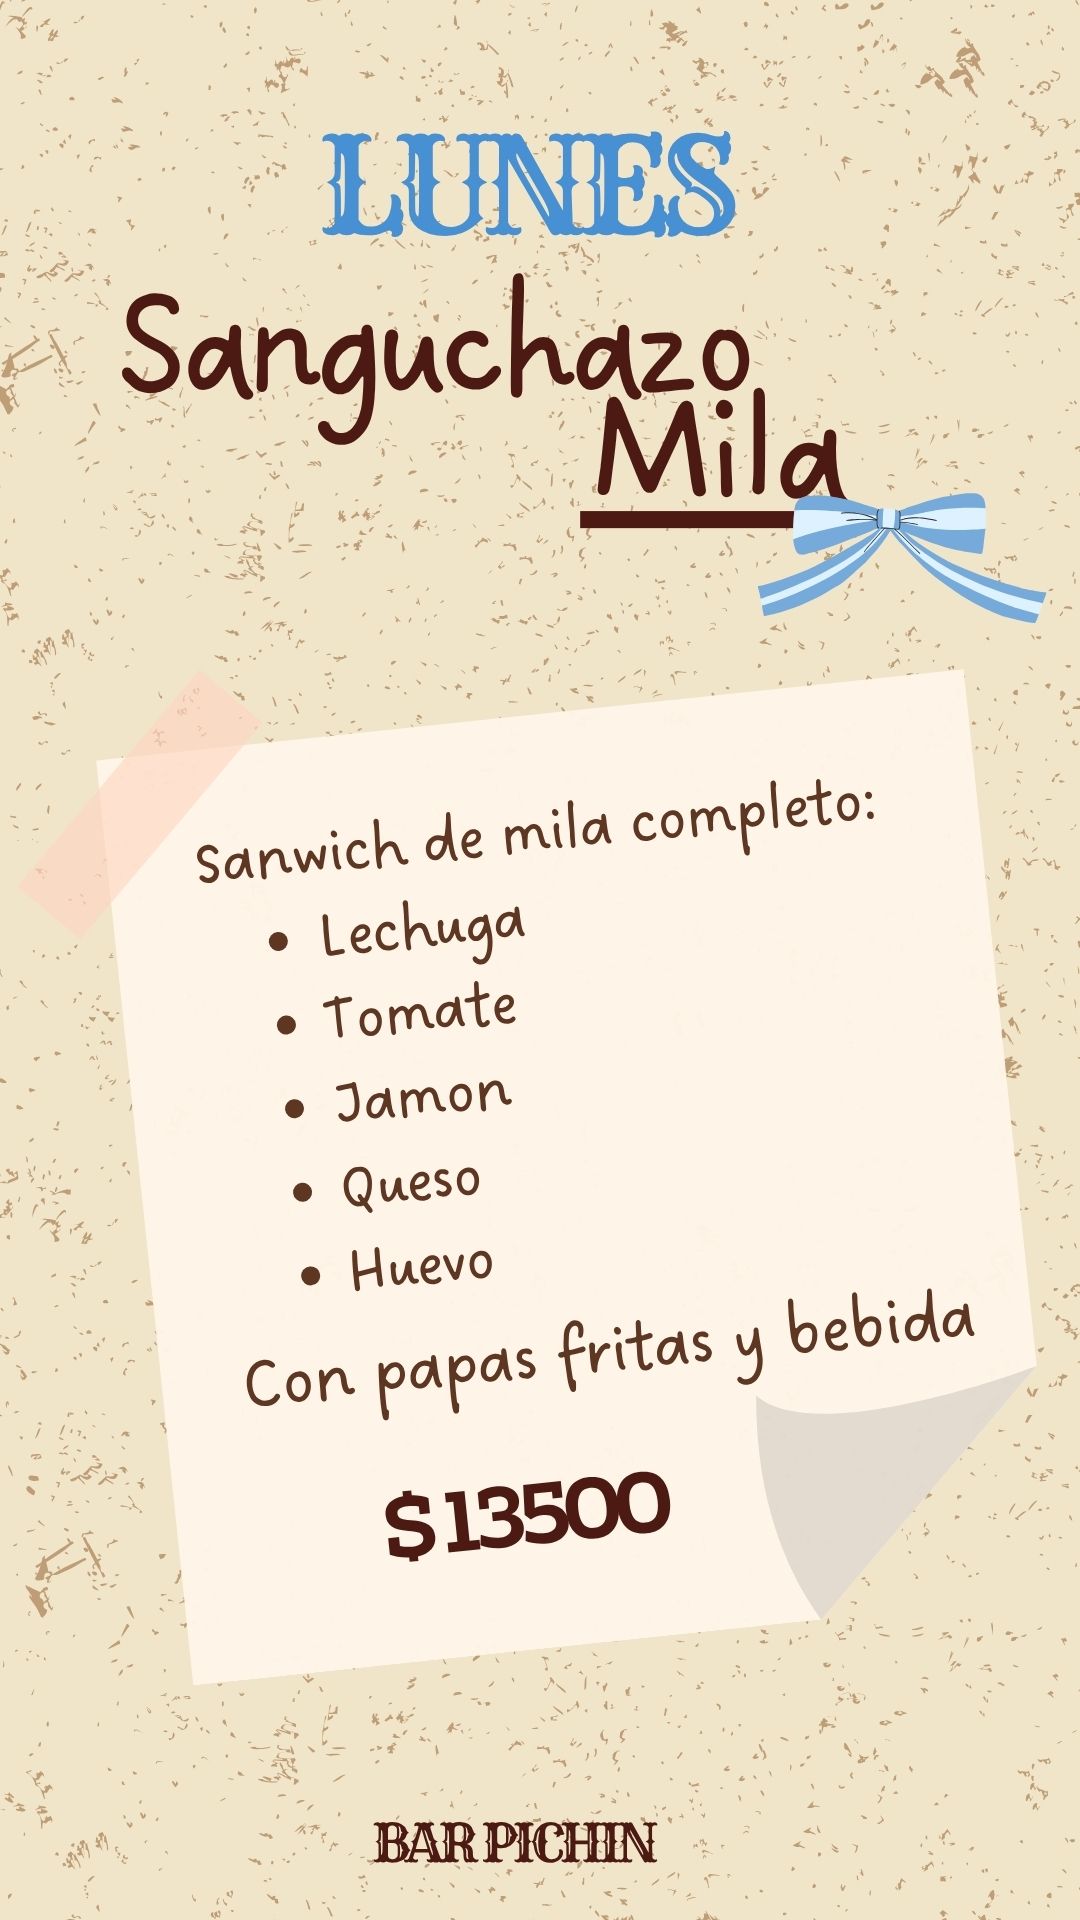 LUNES
Sanguchazo
Mila
Sanwich de mila completo:
• Lechuga
• Tomate
• Jamon
• Queso
• Huevo
Con papas fritas y bebida
$13500
BAR PICHIN